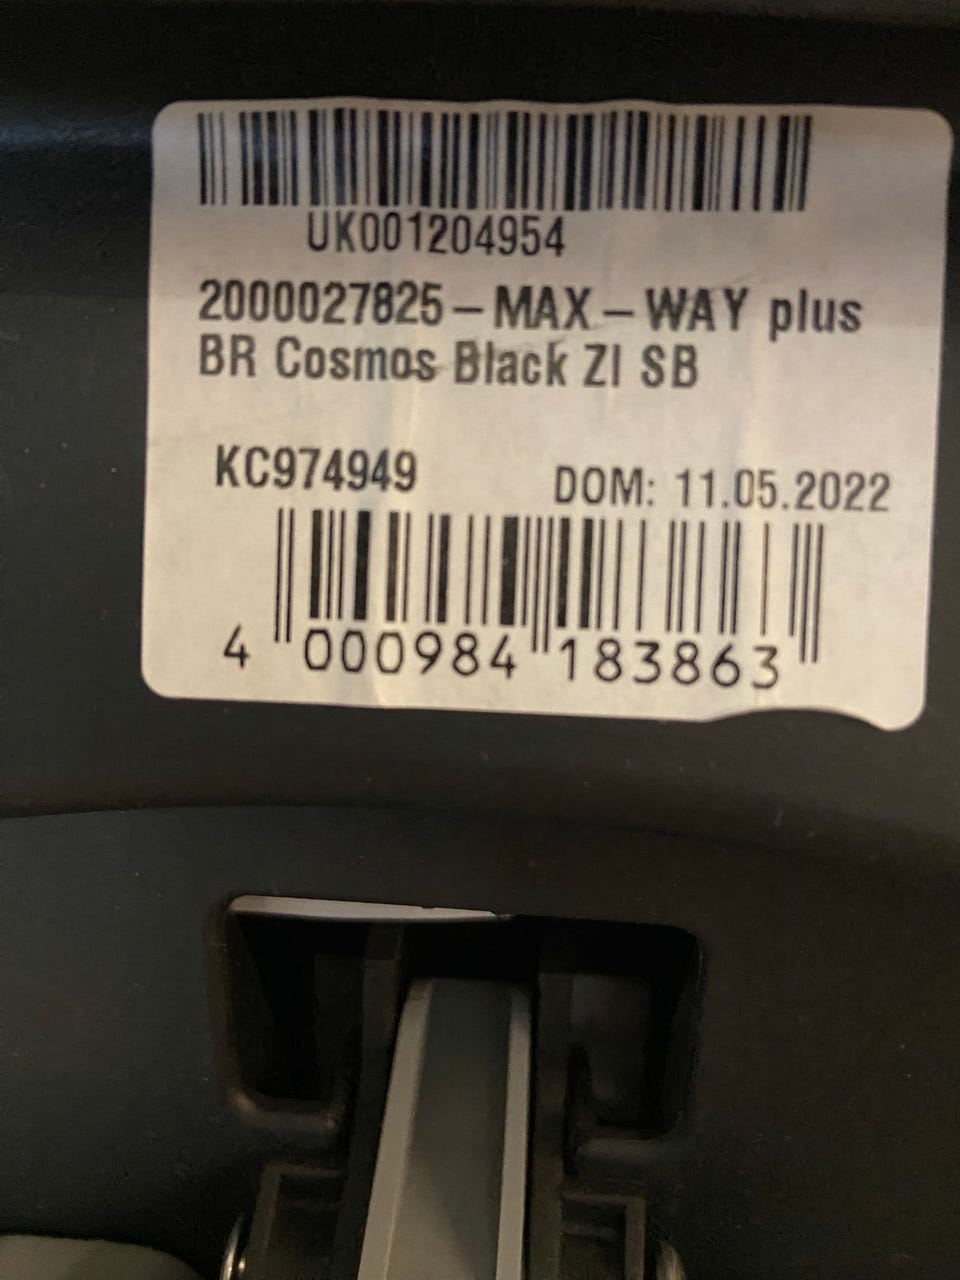 UK001204954
2000027825-MAX-WAY plus
BR Cosmos Black ZI SB
KC974949 DOM: 11.05.2022
4 000984 183863